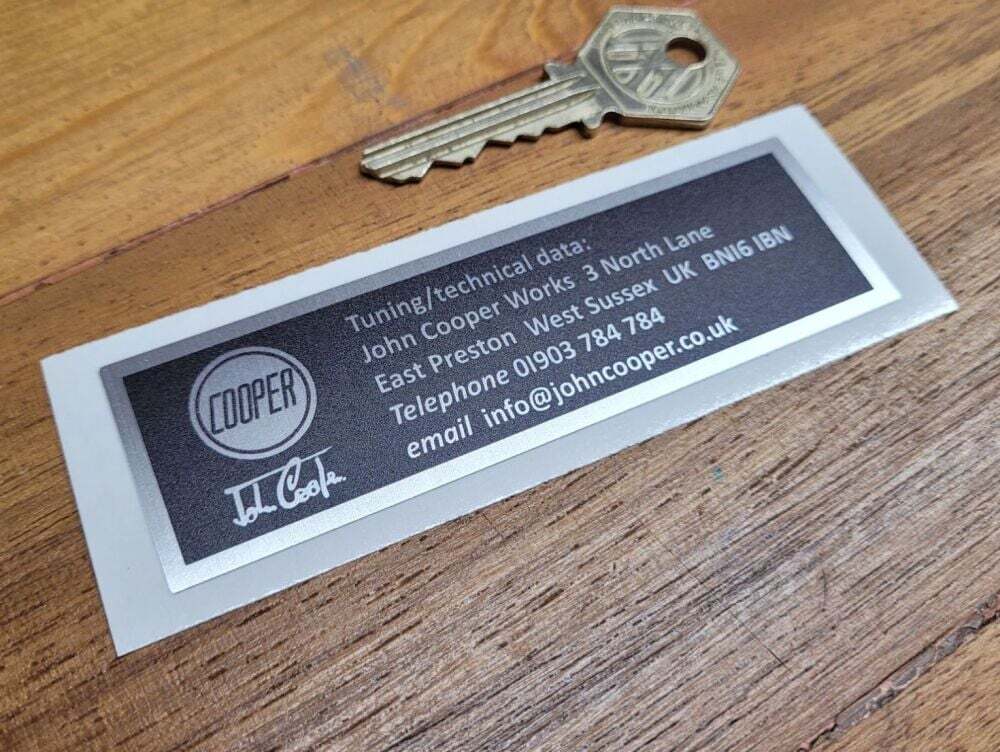 Tuning/technical data:
John Cooper Works 3 North Lane
East Preston West Sussex UK BN16 1BN
Telephone 01903 784 784
email info@johncooper.co.uk
COOPER
John Cooper